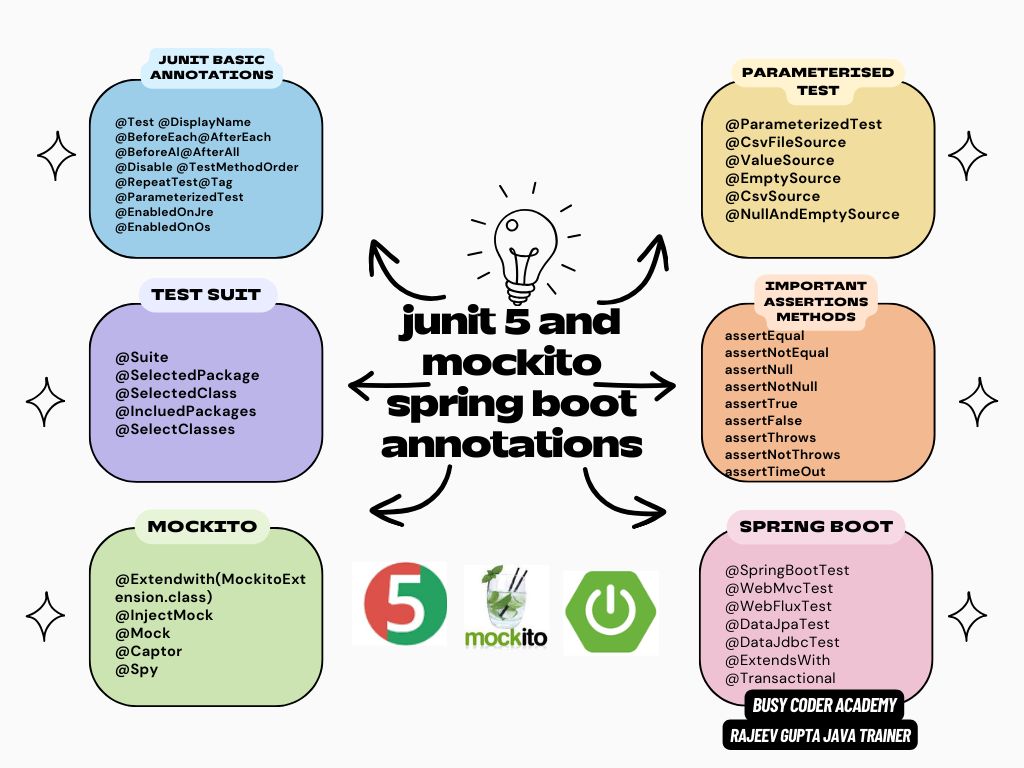 JUNIT BASIC
ANNOTATIONS
@Test @DisplayName
@BeforeEach@AfterEach
@BeforeAl@AfterAll
@Disable @TestMethodOrder
@RepeatTest@Tag
@ParameterizedTest
@EnabledOnJre
@EnabledOnOs
PARAMETERISED
TEST
@ParameterizedTest
@CsvFileSource
@ValueSource
@EmptySource
@CsvSource
@NullAndEmptySource
junit 5 and
mockito
spring boot
annotations
TEST SUIT
@Suite
@SelectedPackage
@SelectedClass
@IncluedPackages
@SelectClasses
IMPORTANT
ASSERTIONS
METHODS
assertEqual
assertNotEqual
assertNull
assertNotNull
assertTrue
assertFalse
assertThrows
assertNotThrows
assertTimeOut
MOCKITO
@Extendwith(MockitoExt
ension.class)
@InjectMock
@Mock
@Captor
@Spy
5
mockito
SPRING BOOT
@SpringBootTest
@WebMvcTest
@WebFluxTest
@DataJpaTest
@DataJdbcTest
@ExtendsWith
@Transactional
BUSY CODER ACADEMY
RAJEEV GUPTA JAVA TRAINER